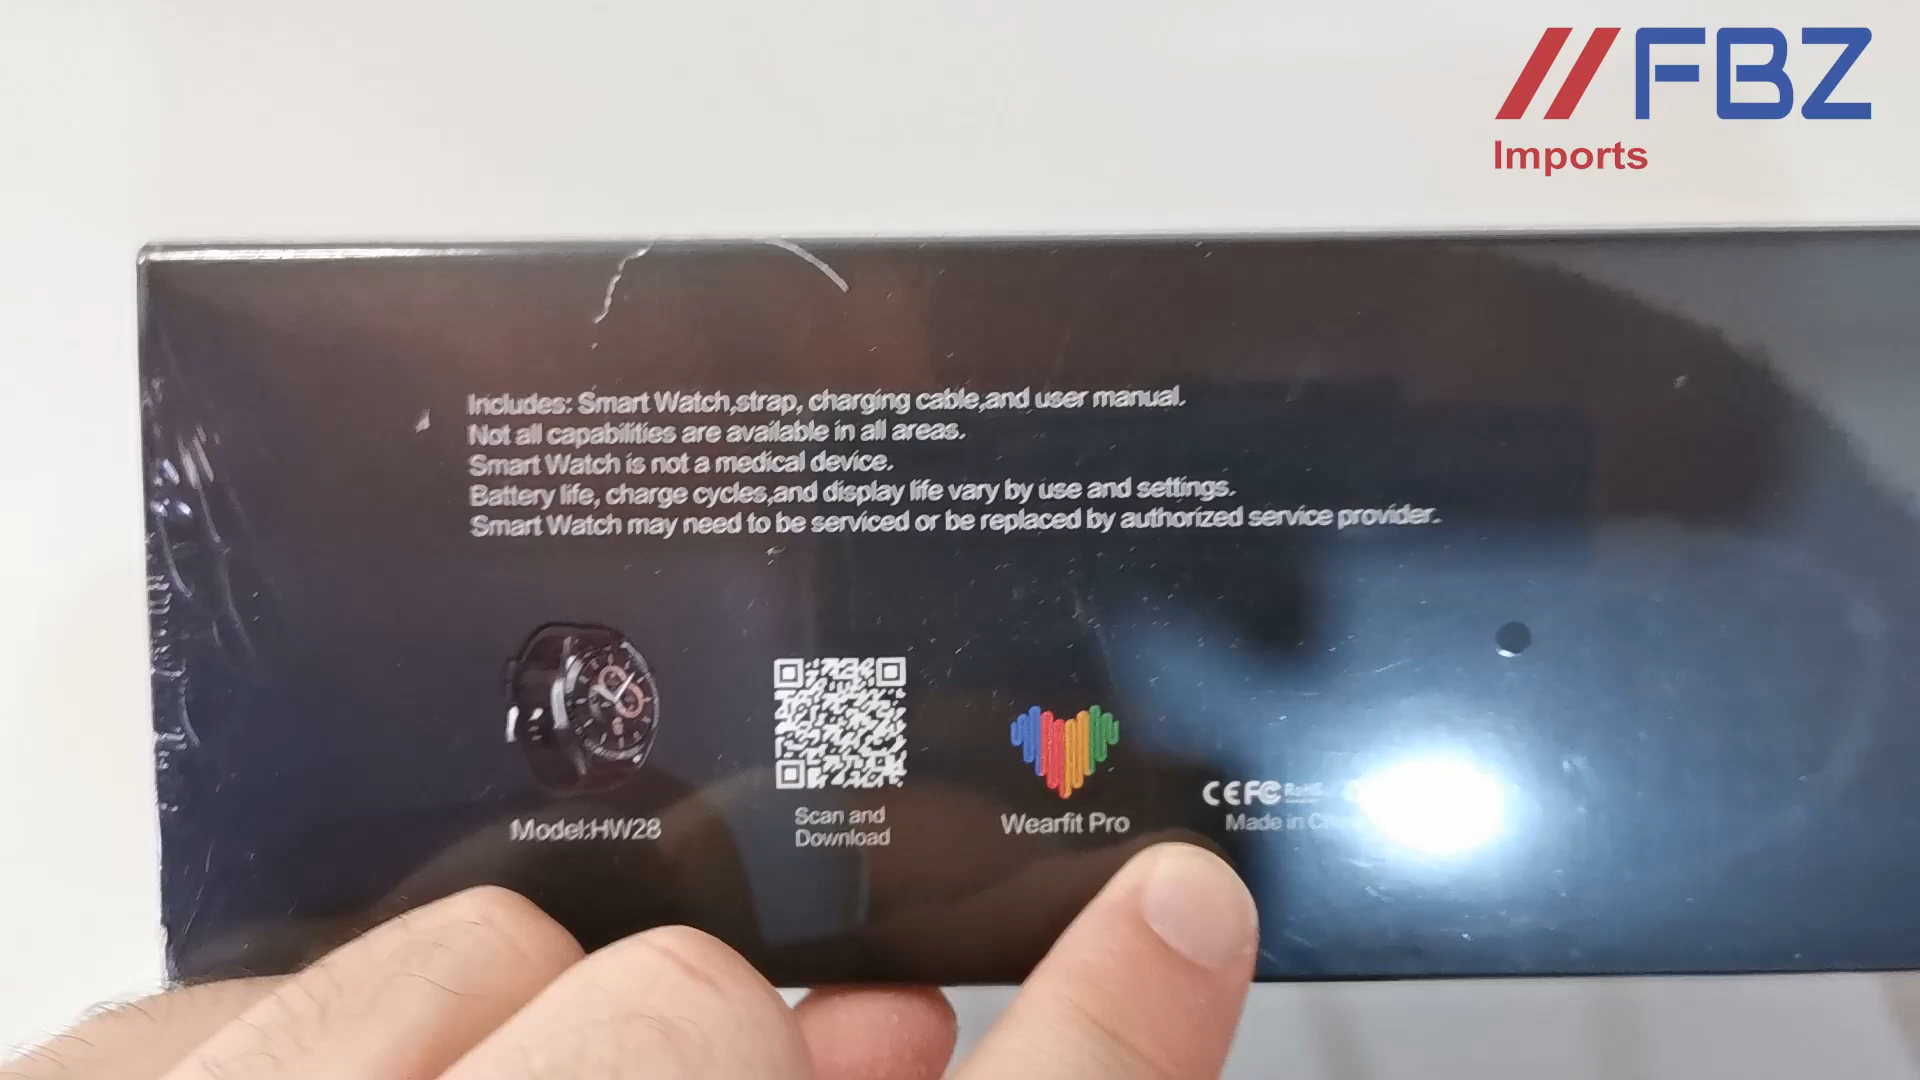 FBZ
Imports
Includes: Smart Watch,strap, charging cable,and user manual.
Not all capabilities are available in all areas.
Smart Watch is not a medical device.
Battery life, charge cycles,and display life vary by use and settings.
Smart Watch may need to be serviced or be replaced by authorized service provider.
Model:HW28
Scan and
Download
Wearfit Pro
CE FC RoHS
Made in